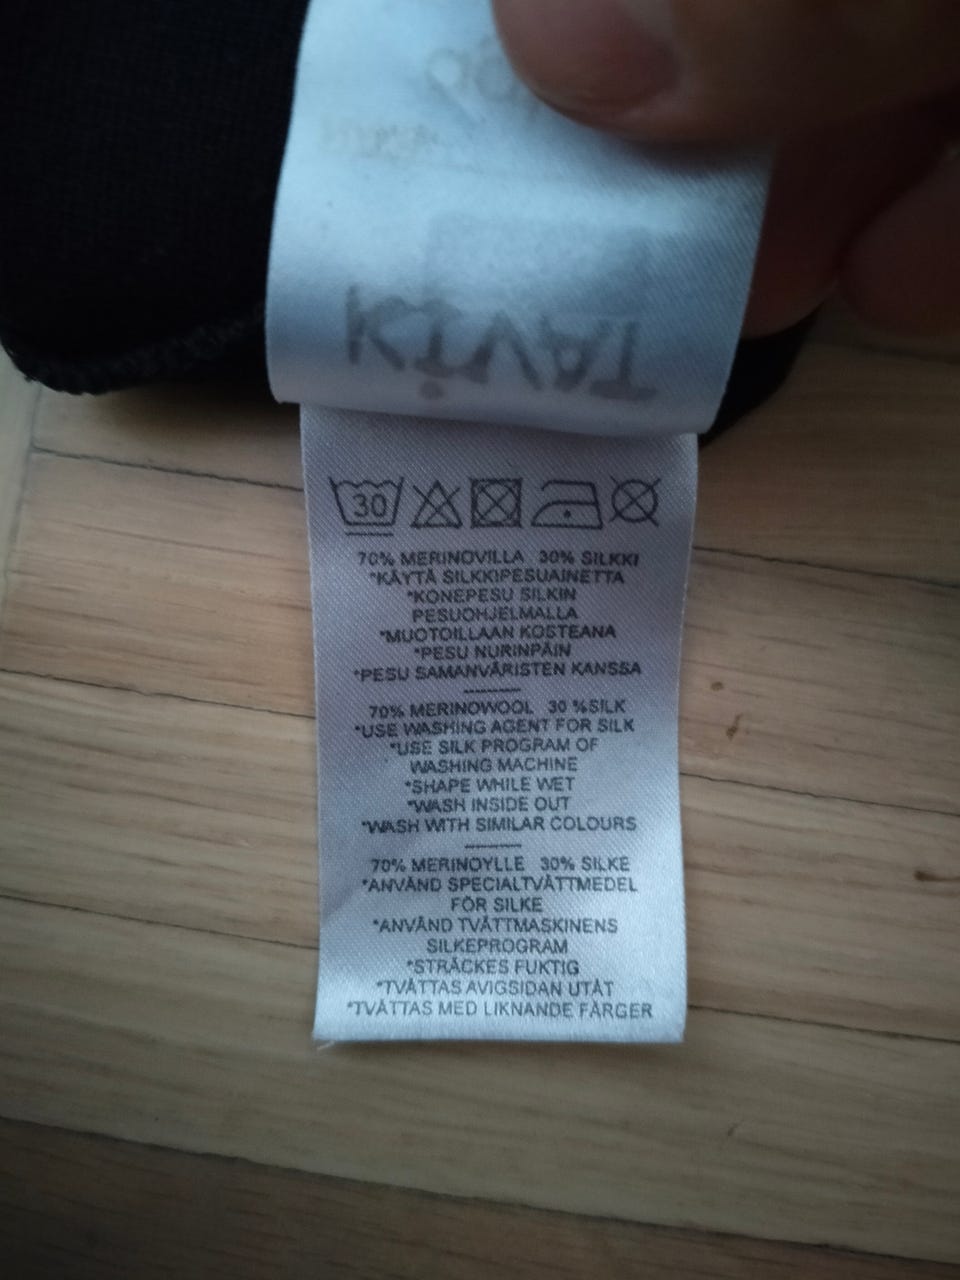 TAVIK
30
70% MERINOVILLA 30% SILKKI
*KÄYTÄ SILKKIPESUAINETTA
*KONEPESU SILKIN
PESUOHJELMALLA
*MUOTOILLAAN KOSTEANA
*PESU NURINPÄIN
*PESU SAMANVÄRISTEN KANSSA
70% MERINOWOOL 30 %SILK
*USE WASHING AGENT FOR SILK
*USE SILK PROGRAM OF
WASHING MACHINE
*SHAPE WHILE WET
*WASH INSIDE OUT
*WASH WITH SIMILAR COLOURS
70% MERINOYLLE 30% SILKE
*ANVÄND SPECIALTVÄTTMEDEL
FÖR SILKE
*ANVÄND TVÄTTMASKINENS
SILKEPROGRAM
*STRÄCKES FUKTIG
*TVÄTTAS AVIGSIDAN UTÅT
*TVÄTTAS MED LIKNANDE FÄRGER